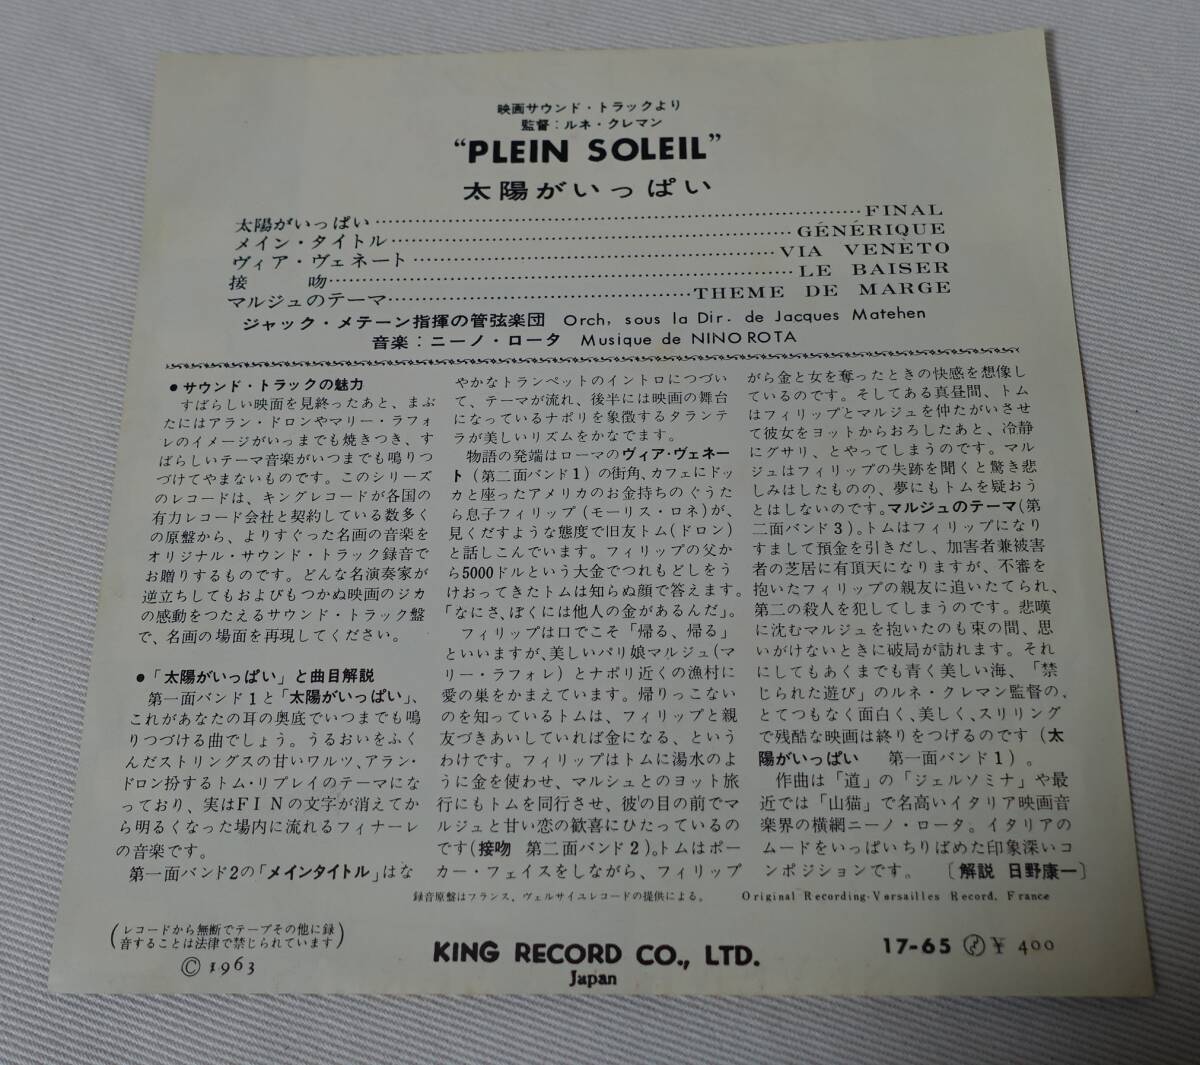 映画サウンド・トラックより
監督：ルネ・クレマン
“PLEIN SOLEIL”
太陽がいっぱい
太陽がいっぱい……………………FINAL
メイン・タイトル……………………GÉNÉRIQUE
ヴィア・ヴェネート……………………VIA VENÈTO
接　　吻……………………LE BAISER
マルジュのテーマ……………………THEME DE MARGE
ジャック・メテーン指揮の管弦楽団 Orch, sous la Dir. de Jacques Matehen
音楽：ニーノ・ロータ Musique de NINO ROTA
●サウンド・トラックの魅力
すばらしい映画を見終ったあと、まぶ
たにはアラン・ドロンやマリー・ラフォ
レのイメージがいつまでも焼きつき、す
ばらしいテーマ音楽がいつまでも鳴りつ
づけてやまないものです。このシリーズ
のレコードは、キングレコードが各国の
有力レコード会社と契約している数多く
の原盤から、よりすぐった名画の音楽を
オリジナル・サウンド・トラック録音で
お贈りするものです。どんな名演奏家が
逆立ちしてもおよびもつかぬ映画のジカ
の感動をつたえるサウンド・トラック盤
で、名画の場面を再現してください。
●「太陽がいっぱい」と曲目解説
第一面バンド1と「太陽がいっぱい」、
これがあなたの耳の奥底でいつまでも鳴
りつづける曲でしょう。うるおいをふく
んだストリングスの甘いワルツ、アラン・
ドロン扮するトム・リプレイのテーマにな
っており、実はFINの文字が消えてか
ら明るくなった場内に流れるフィナーレ
の音楽です。
第一面バンド2の「メインタイトル」はな
やかなトランペットのイントロにつづい
て、テーマが流れ、後半には映画の舞台
になっているナポリを象徴するタランテ
ラが美しいリズムをかなでます。
物語の発端はローマのヴィア・ヴェネー
ト（第二面バンド1）の街角、カフェにドッ
カと座ったアメリカのお金持ちのぐうた
ら息子フィリップ（モーリス・ロネ）が、
見くだすような態度で旧友トム（ドロン）
と話しこんでいます。フィリップの父か
ら5000ドルという大金でつれもどしをう
けおってきたトムは知らぬ顔で答えます。
「なにさ、ぼくには他人の金があるんだ」。
フィリップは口でこそ「帰る、帰る」
といいますが、美しいパリ娘マルジュ（マ
リー・ラフォレ）とナポリ近くの漁村に
愛の巣をかまえています。帰りっこない
のを知っているトムは、フィリップと親
友づきあいしていれば金になる、という
わけです。フィリップはトムに湯水のよ
うに金を使わせ、マルシュとのヨット旅
行にもトムを同行させ、彼の目の前でマ
ルジュと甘い恋の歓喜にひたっているの
です（接吻　第二面バンド2）。トムはポー
カー・フェイスをしながら、フィリップ
がら金と女を奪ったときの快感を想像し
ているのです。そしてある真昼間、トム
はフィリップとマルジュを仲たがいさせ
て彼女をヨットからおろしたあと、冷静
にグサリ、とやってしまうのです。マル
ジュはフィリップの失跡を聞くと驚き悲
しみはしたものの、夢にもトムを疑おう
とはしないのです。マルジュのテーマ（第
二面バンド3）。トムはフィリップになり
すまして預金を引きだし、加害者兼被害
者の芝居に有頂天になりますが、不審を
抱いたフィリップの親友に追いたてられ、
第二の殺人を犯してしまうのです。悲嘆
に沈むマルジュを抱いたのも束の間、思
いがけないときに破局が訪れます。それ
にしてもあくまでも青く美しい海、「禁
じられた遊び」のルネ・クレマン監督の、
とてつもなく面白く、美しく、スリリング
で残酷な映画は終りをつげるのです（太
陽がいっぱい　第一面バンド1）。
作曲は「道」の「ジェルソミナ」や最
近では「山猫」で名高いイタリア映画音
楽界の横綱ニーノ・ロータ。イタリアの
ムードをいっぱいちりばめた印象深いコ
ンポジションです。　〔解説　日野康一〕
録音原盤はフランス、ヴェルサイユレコードの提供による。　Original Recording-Versailles Record, France
（レコードから無断でテープその他に録
音することは法律で禁じられています）
© 1963
KING RECORD CO., LTD.
Japan
17-65 ¥ 400